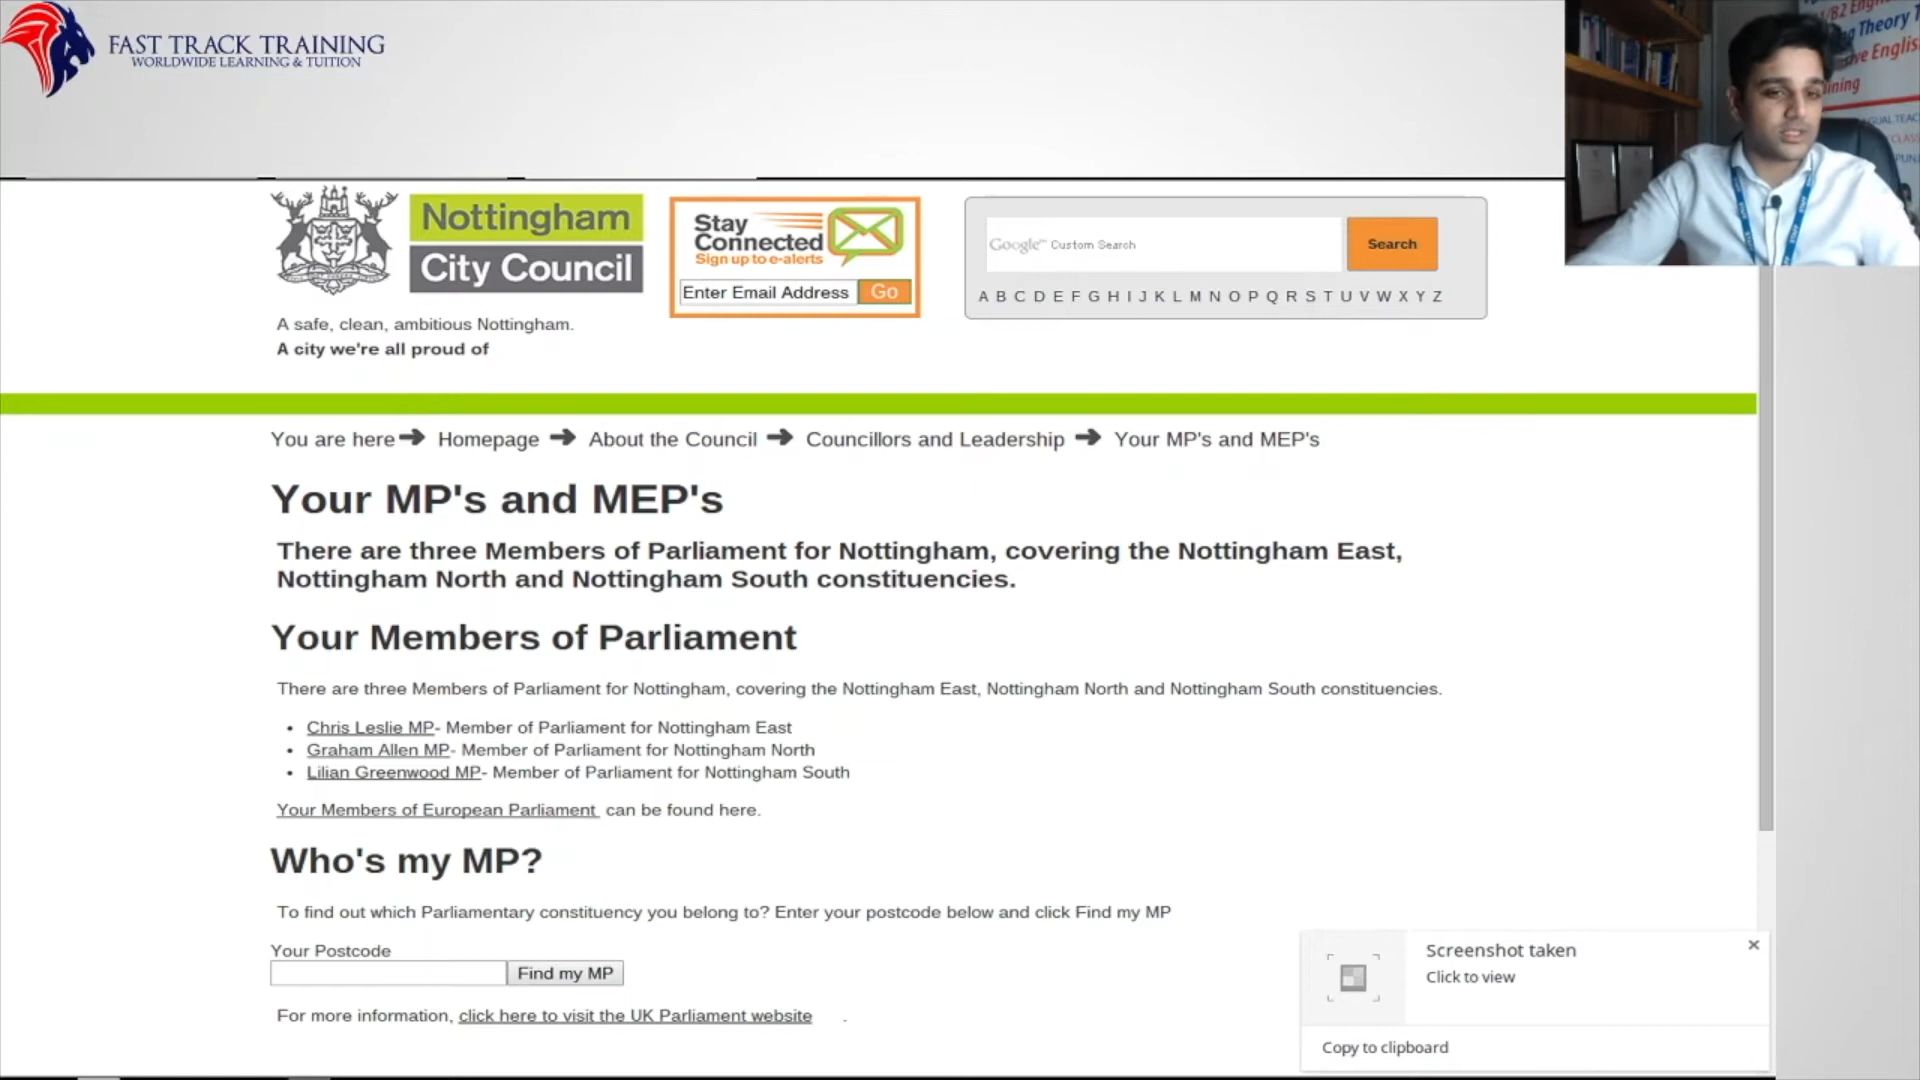 FAST TRACK TRAINING
WORLDWIDE LEARNING & TUITION
Nottingham
City Council
A safe, clean, ambitious Nottingham.
A city we're all proud of
Stay
Connected
Sign up to e-alerts
Enter Email Address Go
Google™ Custom Search
Search
A B C D E F G H I J K L M N O P Q R S T U V W X Y Z
You are here Homepage About the Council Councillors and Leadership Your MP's and MEP's
Your MP's and MEP's
There are three Members of Parliament for Nottingham, covering the Nottingham East,
Nottingham North and Nottingham South constituencies.
Your Members of Parliament
There are three Members of Parliament for Nottingham, covering the Nottingham East, Nottingham North and Nottingham South constituencies.
Chris Leslie MP- Member of Parliament for Nottingham East
Graham Allen MP- Member of Parliament for Nottingham North
Lilian Greenwood MP- Member of Parliament for Nottingham South
Your Members of European Parliament can be found here.
Who's my MP?
To find out which Parliamentary constituency you belong to? Enter your postcode below and click Find my MP
Your Postcode
Find my MP
For more information, click here to visit the UK Parliament website .
Screenshot taken
Click to view
Copy to clipboard
/B2
Theory